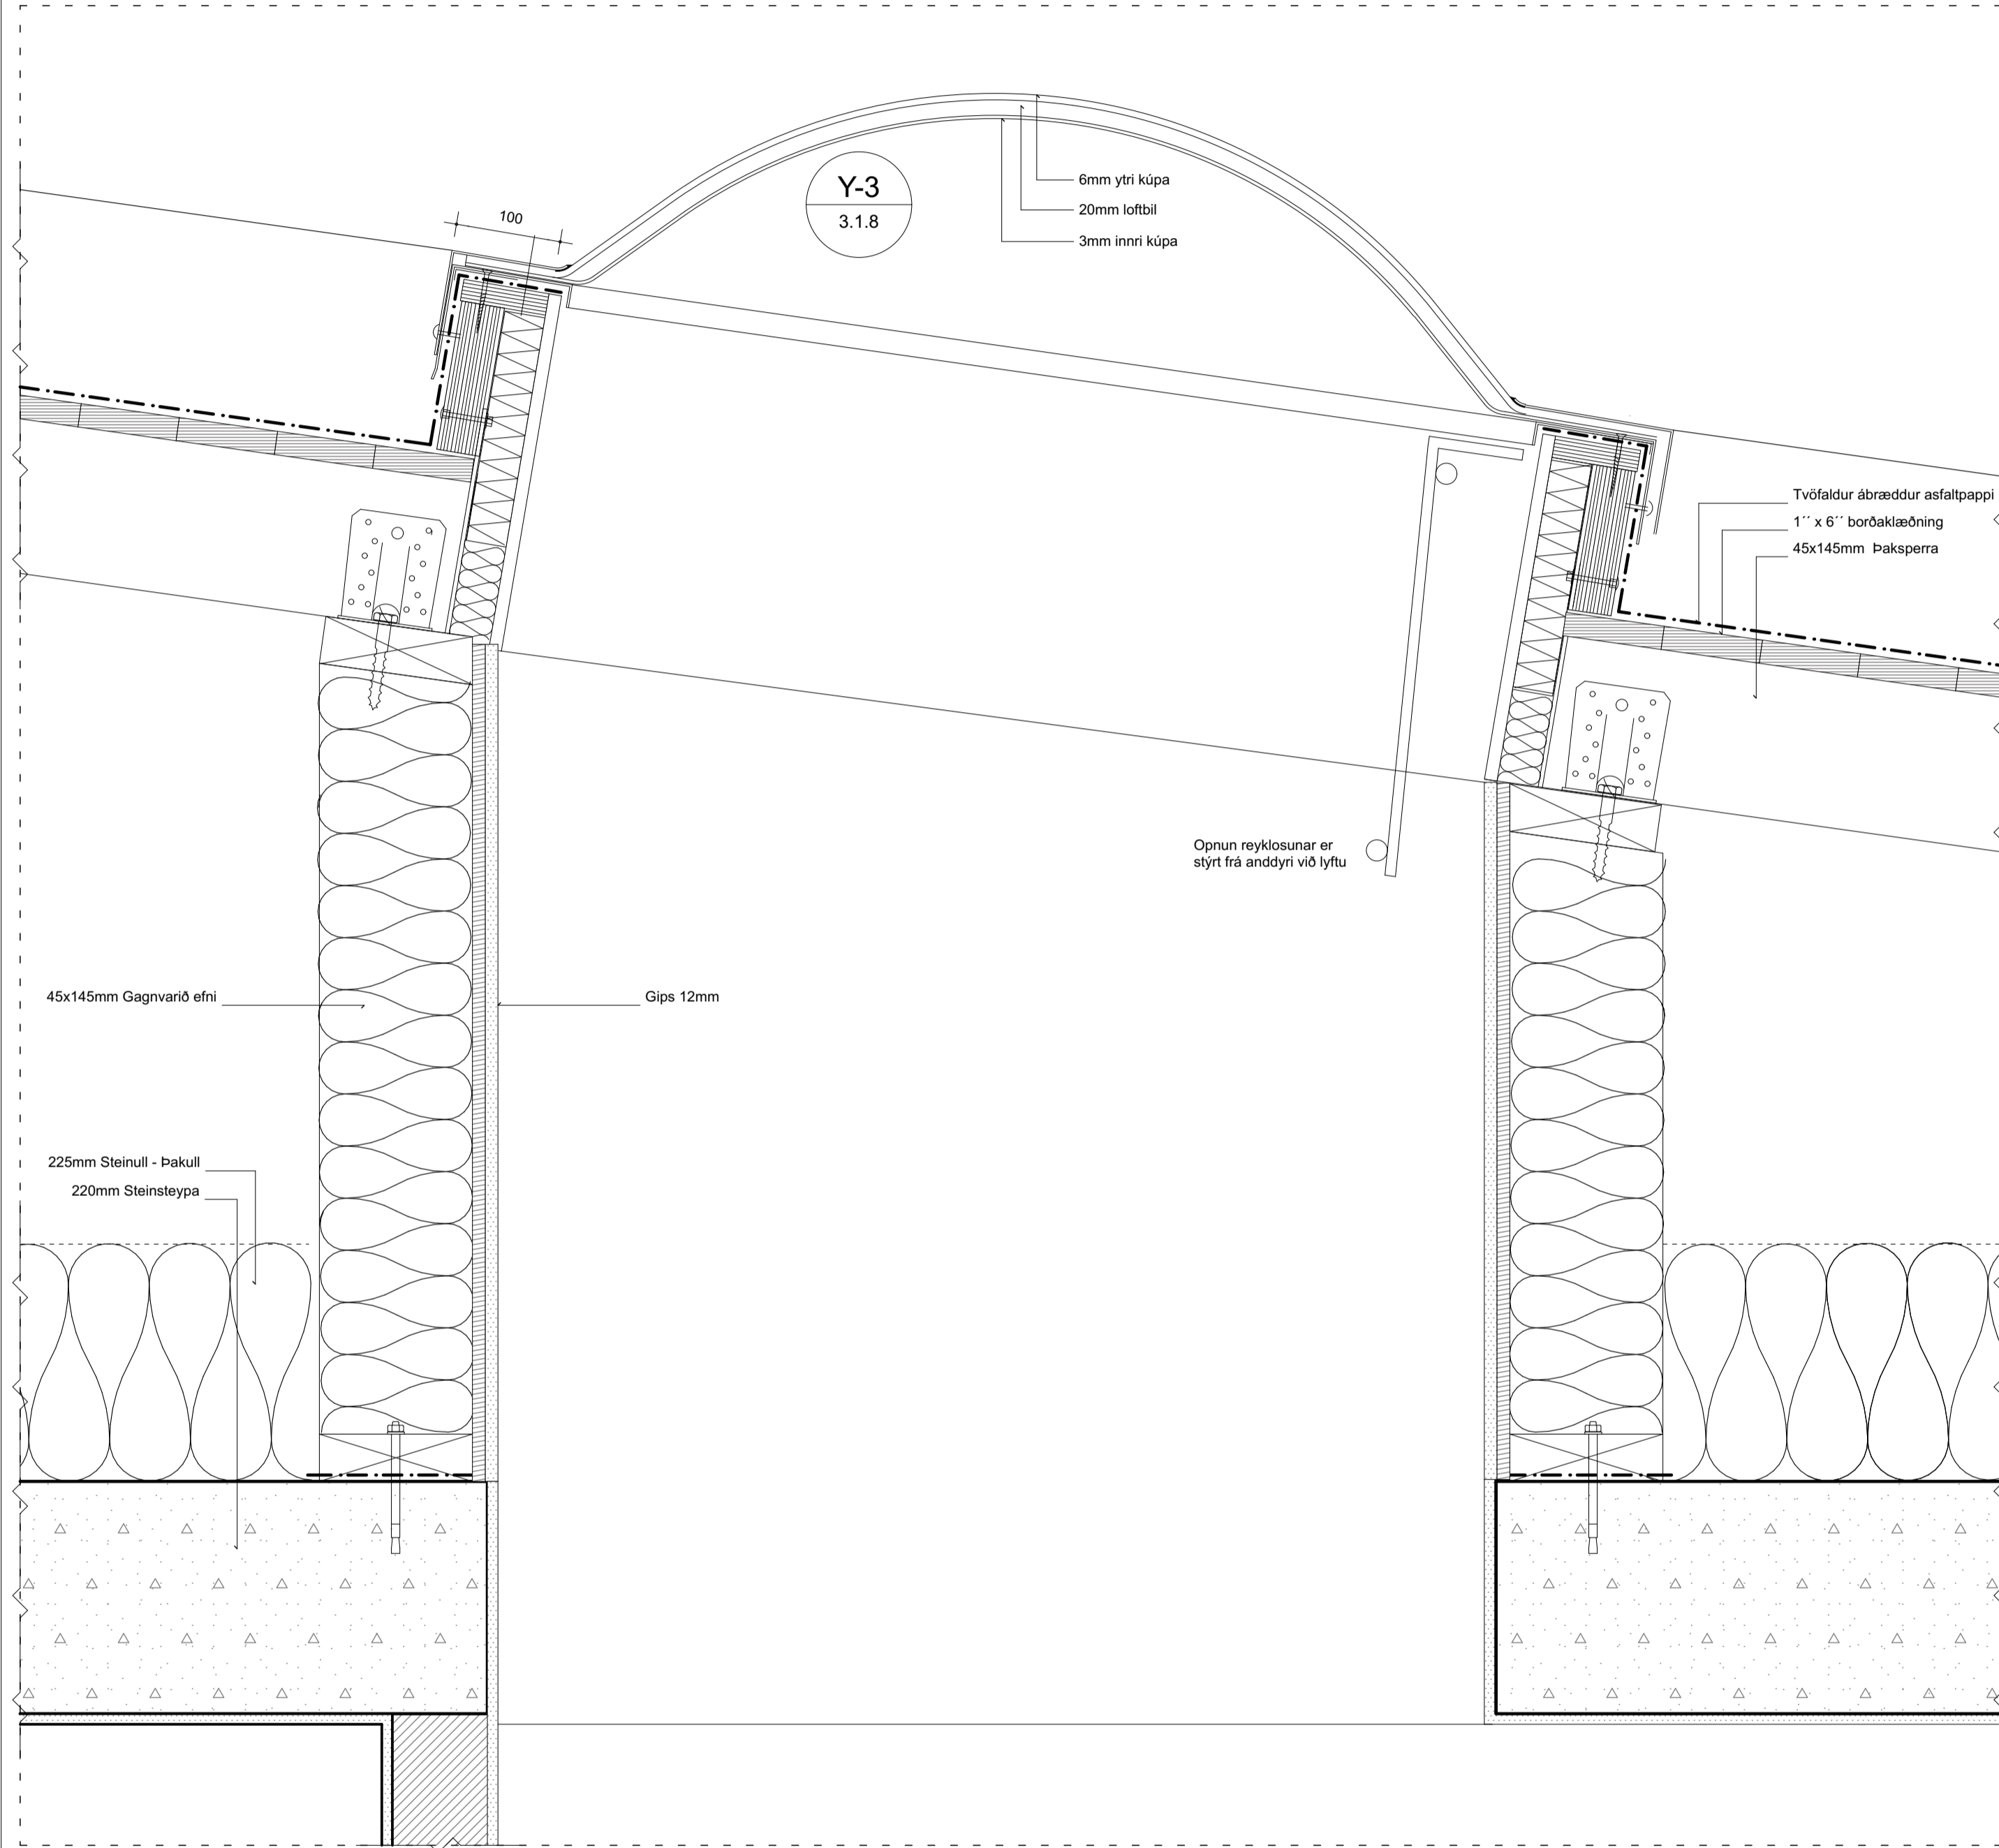 6mm ytri kúpa
20mm loftbil
3mm innri kúpa
Y-3
3.1.8
100
Tvöfaldur ábræddur asfaltpappi
1´´ x 6´´ borðaklæðning
45x145mm Þaksperra
Opnun reyklosunar er
stýrt frá anddyri við lyftu
45x145mm Gagnvarið efni
Gips 12mm
225mm Steinull - Þakull
220mm Steinsteypa